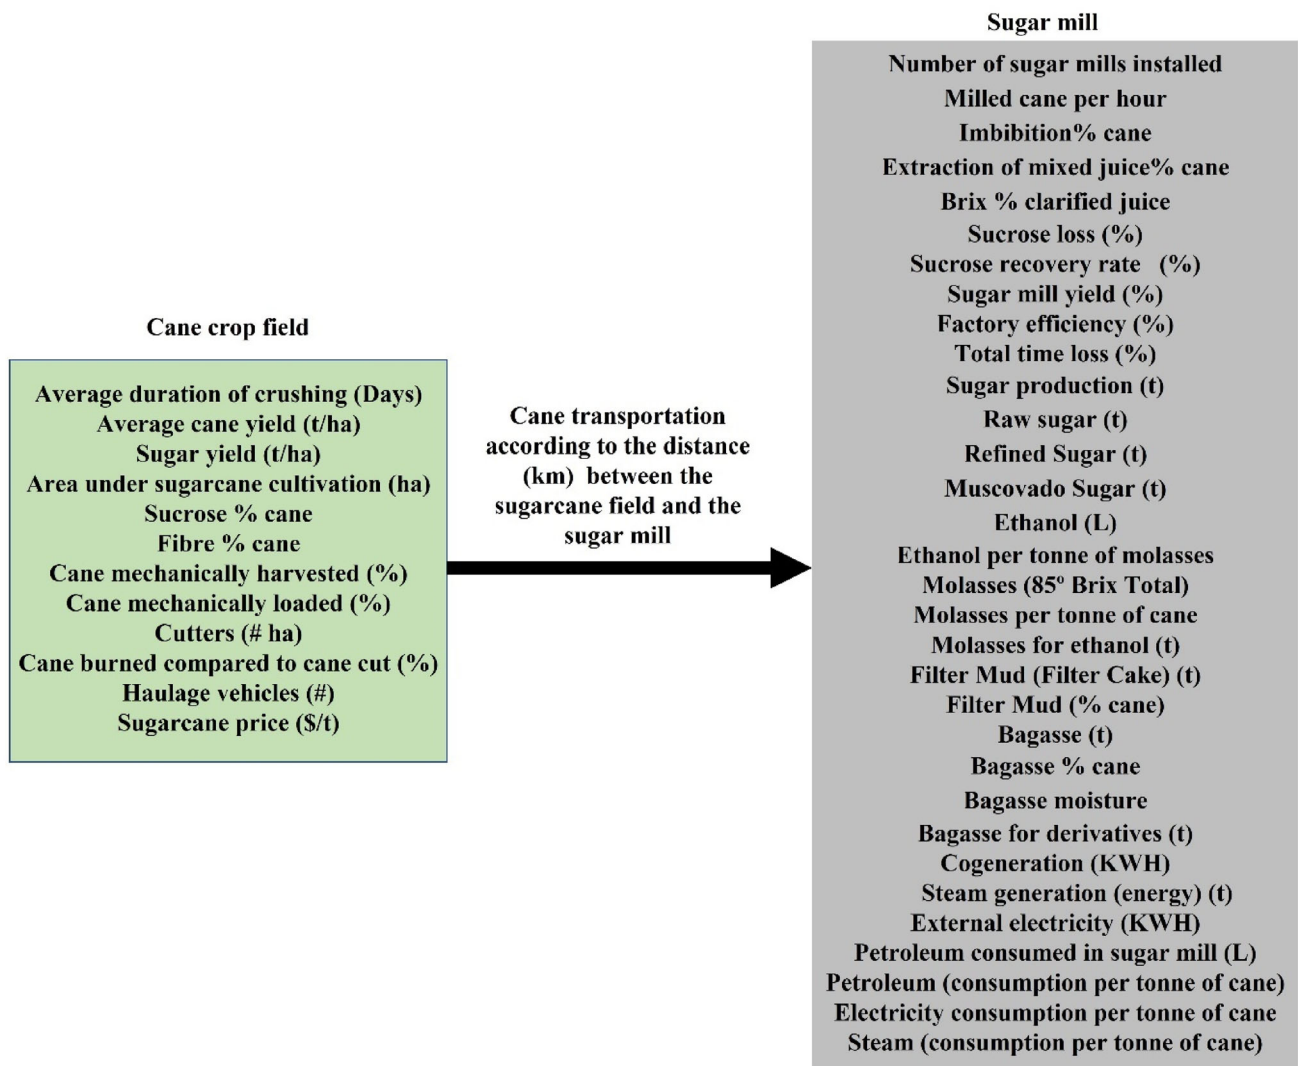 Cane crop field
Average duration of crushing (Days)
Average cane yield (t/ha)
Sugar yield (t/ha)
Area under sugarcane cultivation (ha)
Sucrose % cane
Fibre % cane
Cane mechanically harvested (%)
Cane mechanically loaded (%)
Cutters (# ha)
Cane burned compared to cane cut (%)
Haulage vehicles (#)
Sugarcane price ($/t)
Cane transportation
according to the distance
(km) between the
sugarcane field and the
sugar mill
Sugar mill
Number of sugar mills installed
Milled cane per hour
Imbibition% cane
Extraction of mixed juice% cane
Brix % clarified juice
Sucrose loss (%)
Sucrose recovery rate (%)
Sugar mill yield (%)
Factory efficiency (%)
Total time loss (%)
Sugar production (t)
Raw sugar (t)
Refined Sugar (t)
Muscovado Sugar (t)
Ethanol (L)
Ethanol per tonne of molasses
Molasses (85º Brix Total)
Molasses per tonne of cane
Molasses for ethanol (t)
Filter Mud (Filter Cake) (t)
Filter Mud (% cane)
Bagasse (t)
Bagasse % cane
Bagasse moisture
Bagasse for derivatives (t)
Cogeneration (KWH)
Steam generation (energy) (t)
External electricity (KWH)
Petroleum consumed in sugar mill (L)
Petroleum (consumption per tonne of cane)
Electricity consumption per tonne of cane
Steam (consumption per tonne of cane)